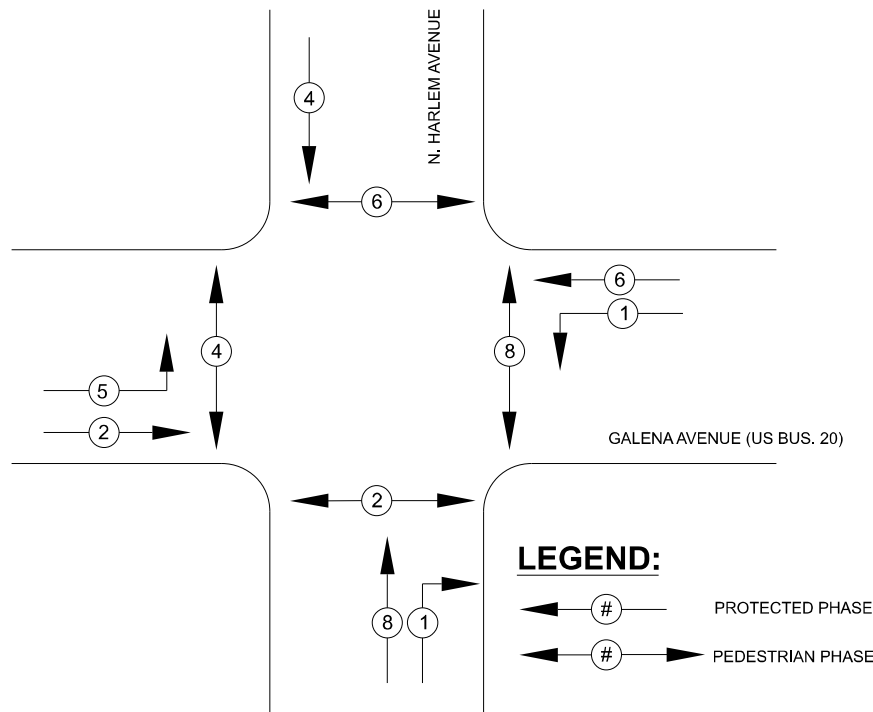 N. HARLEM AVENUE
4
6
6
1
4
8
5
2
GALENA AVENUE (US BUS. 20)
2
8
1
LEGEND:
# PROTECTED PHASE
# PEDESTRIAN PHASE